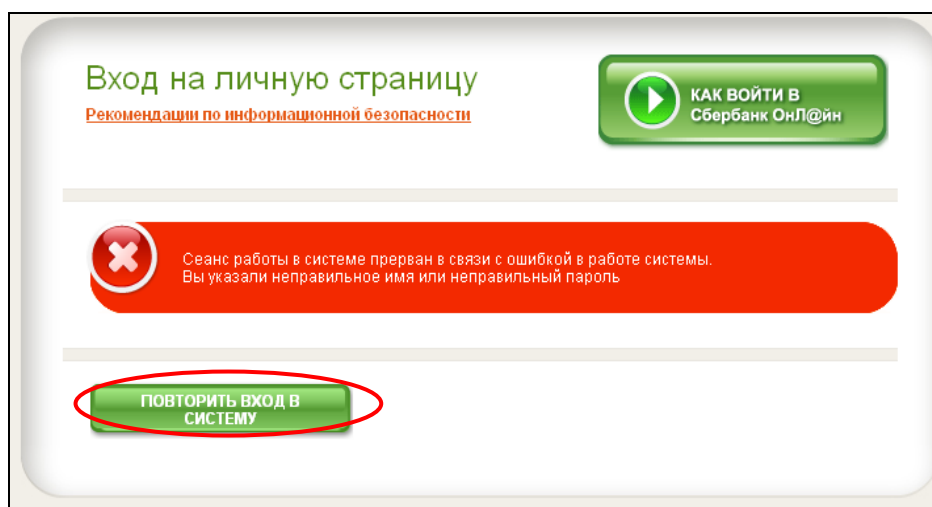 Вход на личную страницу
Рекомендации по информационной безопасности
КАК ВОЙТИ В
Сбербанк ОнЛ@йн
Сеанс работы в системе прерван в связи с ошибкой в работе системы.
Вы указали неправильное имя или неправильный пароль
ПОВТОРИТЬ ВХОД В
СИСТЕМУ